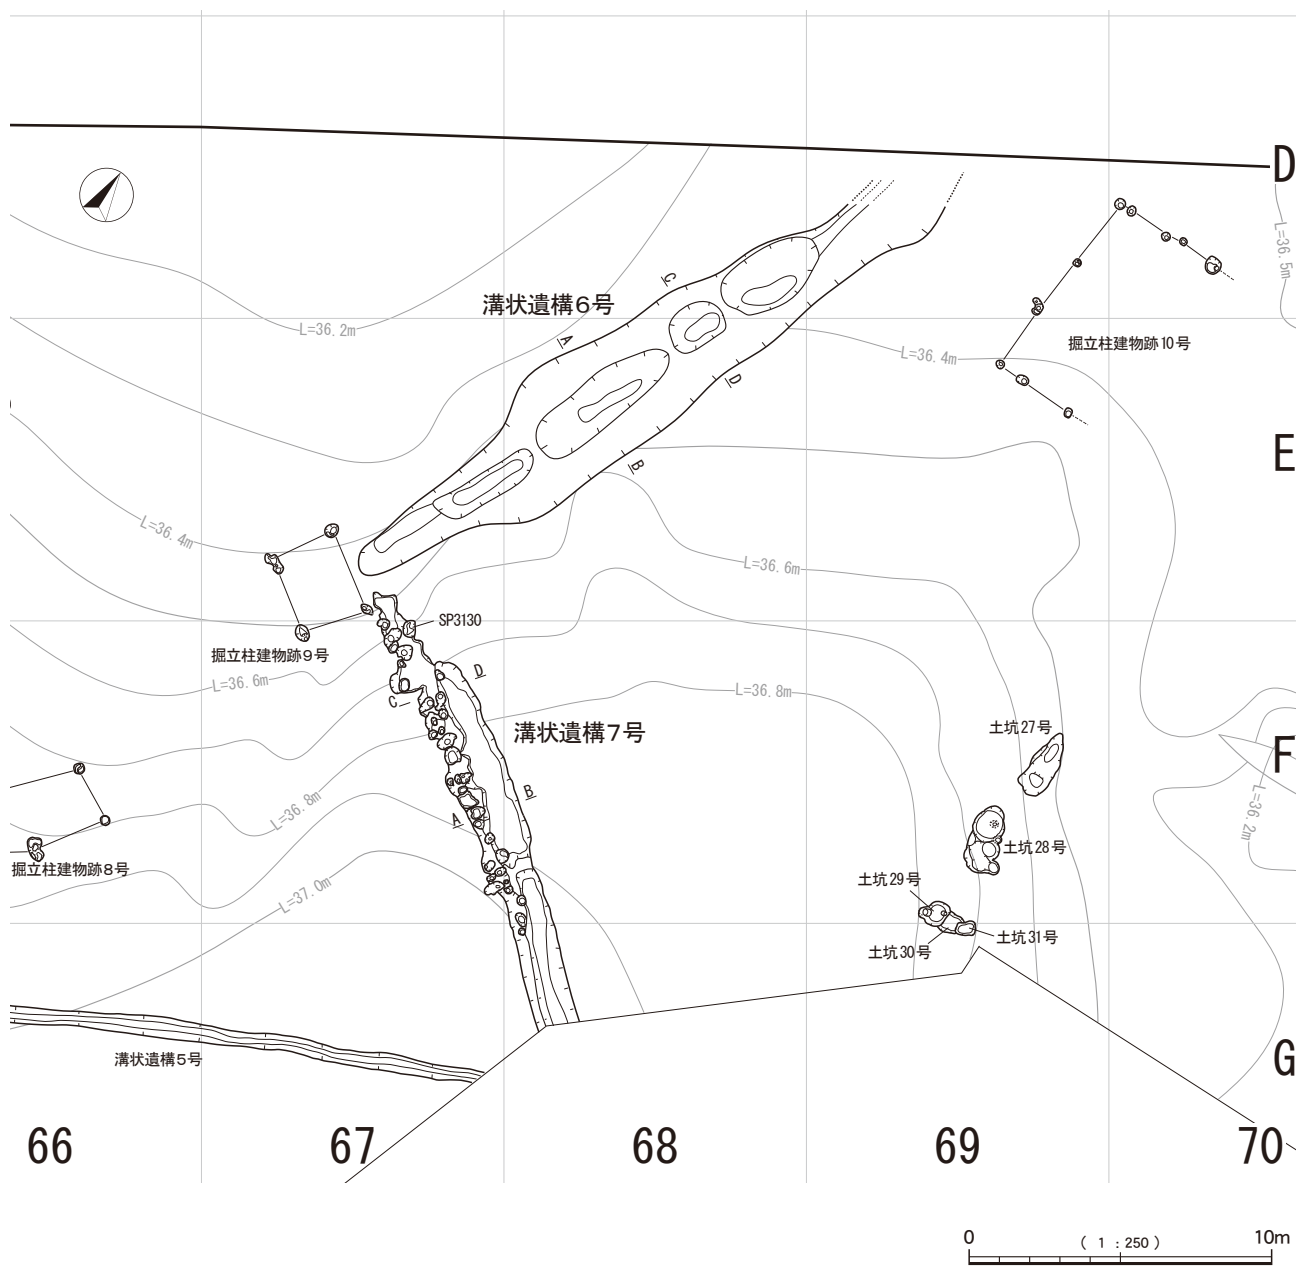 D
L=36.5m
溝状遺構6号
C
L=36.2m
A
掘立柱建物跡10号
L=36.4m
D
E
B
L=36.4m
L=36.6m
SP3130
掘立柱建物跡9号
D
L=36.6m
C
L=36.8m
溝状遺構7号
土坑27号
F
B
L=36.8m
A
L=36.2m
土坑28号
掘立柱建物跡8号
土坑29号
L=37.0m
土坑31号
土坑30号
溝状遺構5号
G
66 67 68 69 70
0 ( 1 : 250 ) 10m